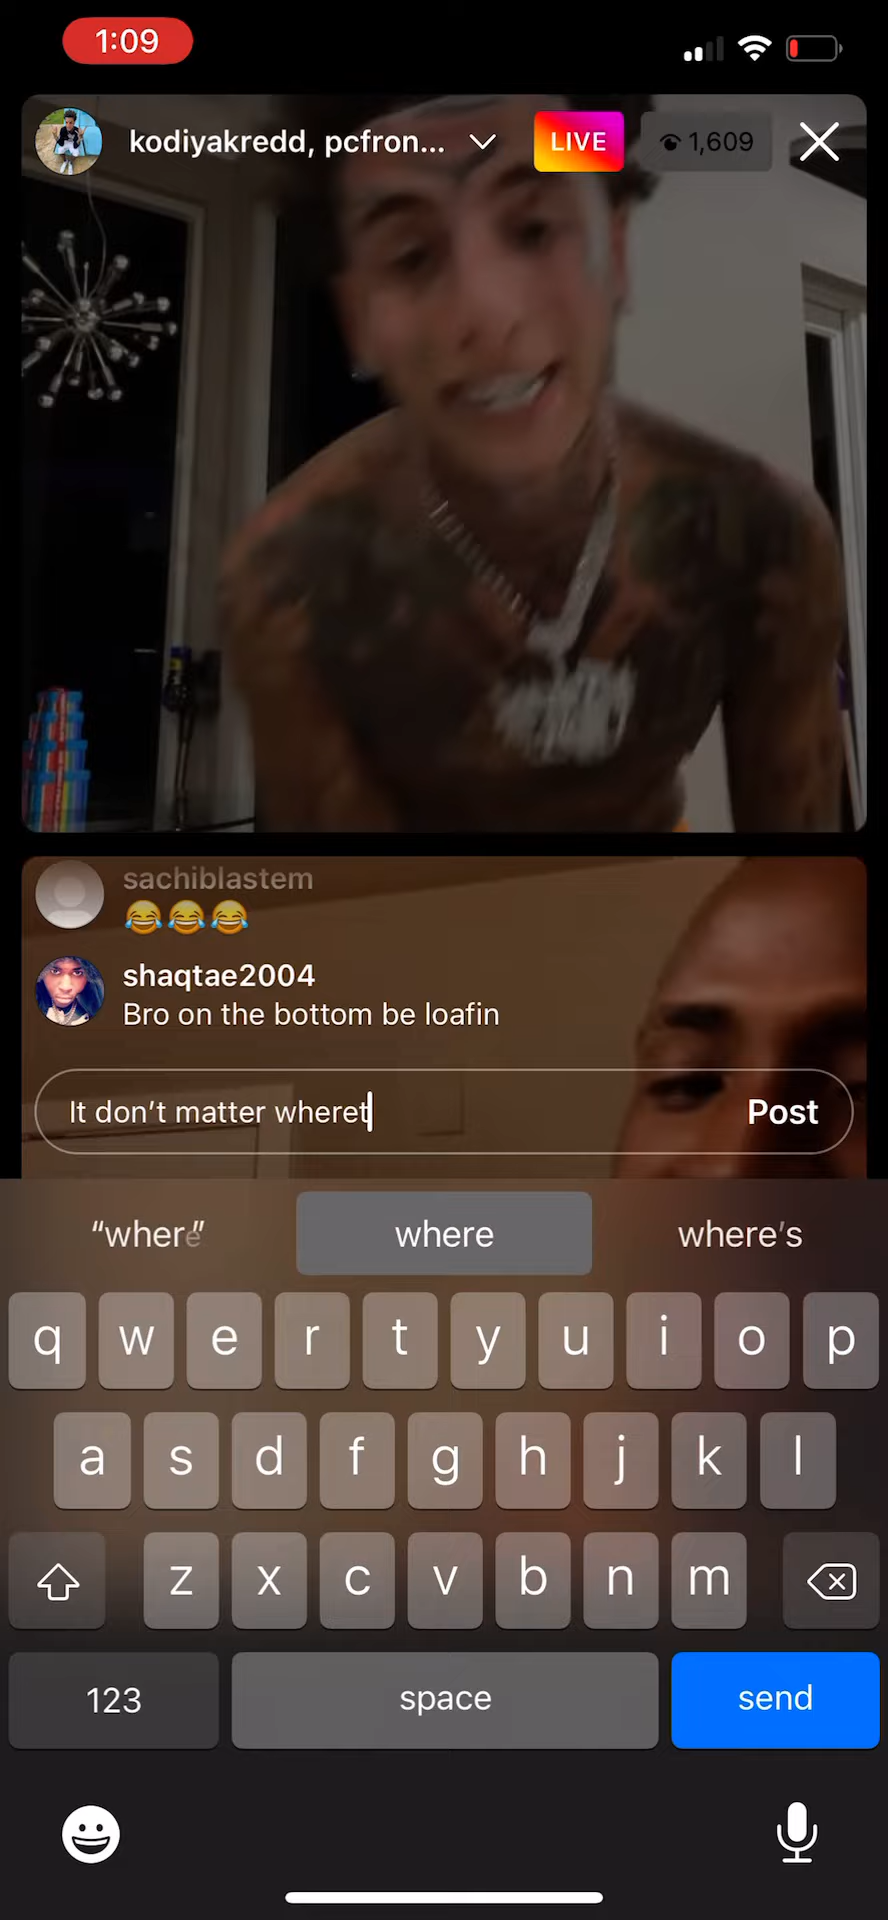 1:09
kodiyakredd, pcfron...
LIVE
1,609
sachiblastem
😂😂😂
shaqtae2004
Bro on the bottom be loafin
It don’t matter wheret
Post
“where”
where
where’s
q w e r t y u i o p
a s d f g h j k l
z x c v b n m
123
space
send